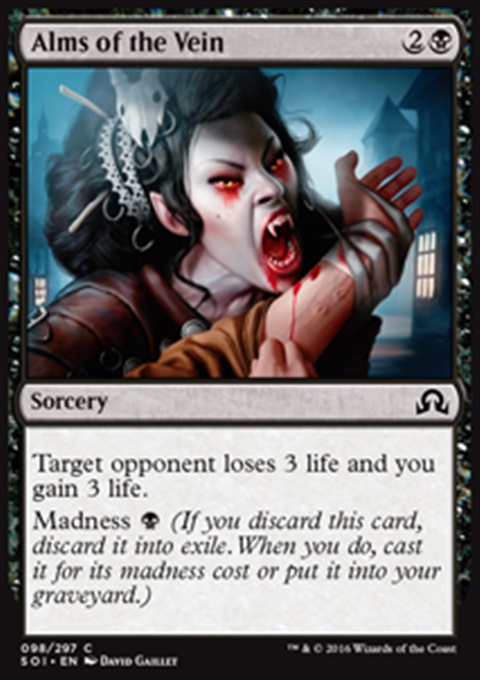 Alms of the Vein 2
Sorcery
Target opponent loses 3 life and you
gain 3 life.
Madness (If you discard this card,
discard it into exile. When you do, cast
it for its madness cost or put it into your
graveyard.)
098/297 C
SOI • EN DAVID GAILLET
™ & © 2016 Wizards of the Coast